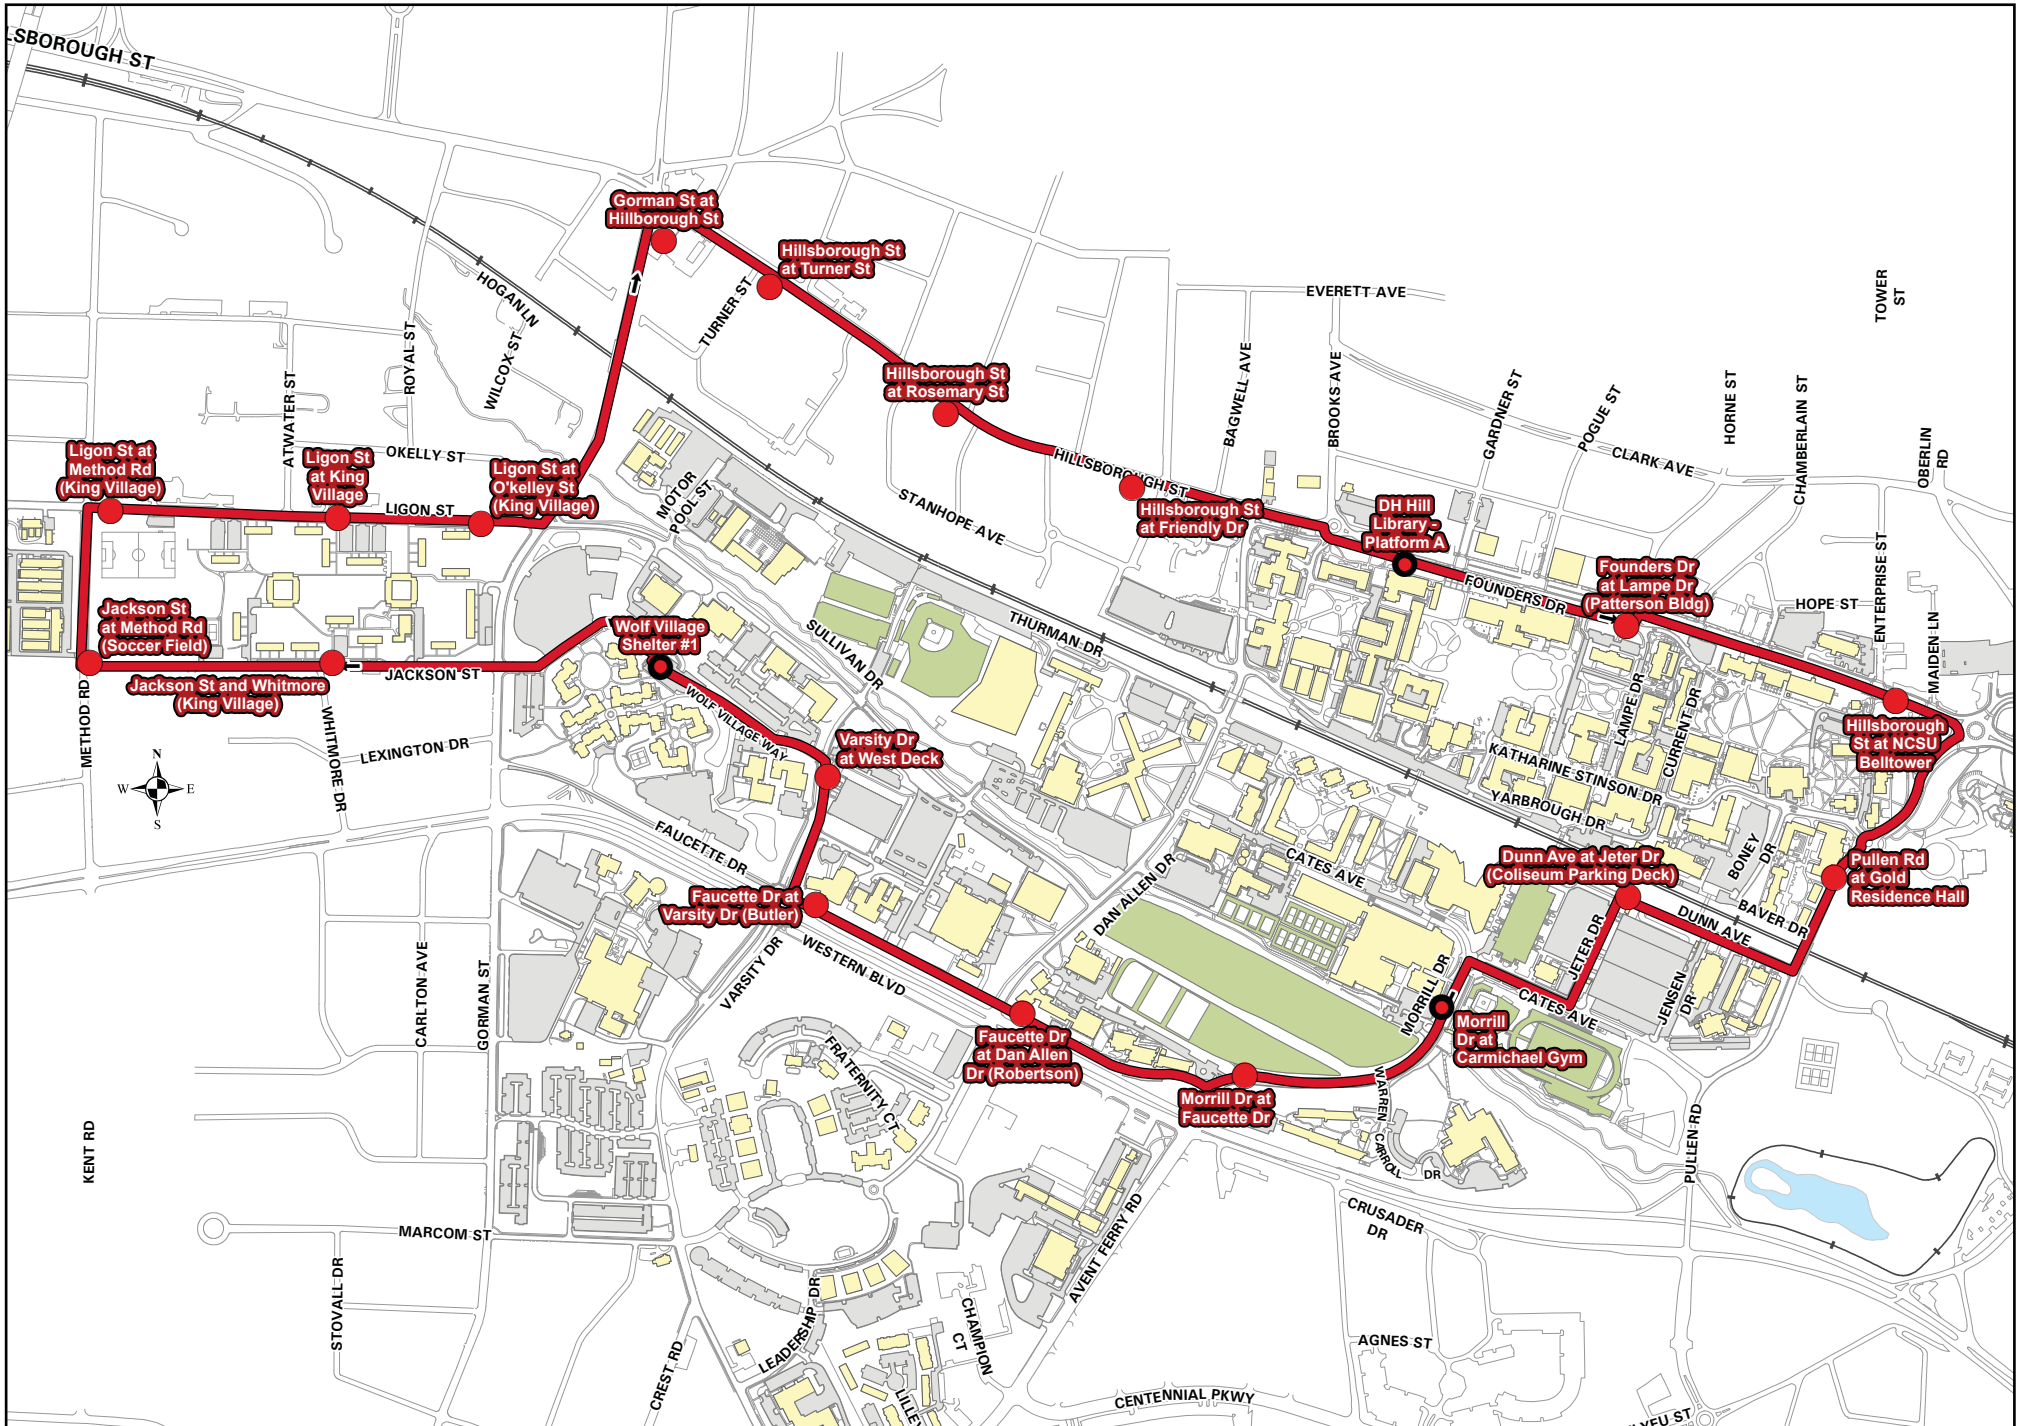 LSBOROUGH ST
Gorman St at
Hillborough St
Hillsborough St
at Turner St
HOGAN LN
TURNER ST
EVERETT AVE
TOWER
ST
ROYAL ST
WILCOX ST
ATWATER ST
Hillsborough St
at Rosemary St
BAGWELL AVE
BROOKS AVE
GARDNER ST
POGUE ST
HORNE ST
CHAMBERLAIN ST
OBERLIN
RD
CLARK AVE
Ligon St at
Method Rd
(King Village)
Ligon St
at King
Village
OKELLY ST
Ligon St at
O'kelley St
(King Village)
LIGON ST
MOTOR
POOL ST
HILLSBOROUGH ST
STANHOPE AVE
Hillsborough St
at Friendly Dr
DH Hill
Library -
Platform A
FOUNDERS DR
Founders Dr
at Lampe Dr
(Patterson Bldg)
HOPE ST
ENTERPRISE ST
MAIDEN LN
Jackson St
at Method Rd
(Soccer Field)
Jackson St and Whitmore
(King Village)
JACKSON ST
Wolf Village
Shelter #1
WOLF VILLAGE WAY
SULLIVAN DR
THURMAN DR
METHOD RD
WHITMORE DR
LEXINGTON DR
N
W
E
S
Varsity Dr
at West Deck
LAMPE DR
CURRENT DR
KATHARINE STINSON DR
YARBROUGH DR
Hillsborough
St at NCSU
Belltower
FAUCETTE DR
Faucette Dr at
Varsity Dr (Butler)
CATES AVE
DAN ALLEN DR
Dunn Ave at Jeter Dr
(Coliseum Parking Deck)
BONEY
DR
Pullen Rd
at Gold
Residence Hall
BAVER DR
DUNN AVE
JETER DR
CARLTON AVE
GORMAN ST
VARSITY DR
WESTERN BLVD
MORRILL DR
CATES AVE
JENSEN
DR
Faucette Dr
at Dan Allen
Dr (Robertson)
Morrill
Dr at
Carmichael Gym
Morrill Dr at
Faucette Dr
FRATERNITY CT
WARREN CARROLL DR
KENT RD
PULLEN RD
MARCOM ST
STOVALL DR
AVENT FERRY RD
CRUSADER
DR
LEADERSHIP DR
CREST RD
CHAMPION
CT
AGNES ST
CENTENNIAL PKWY